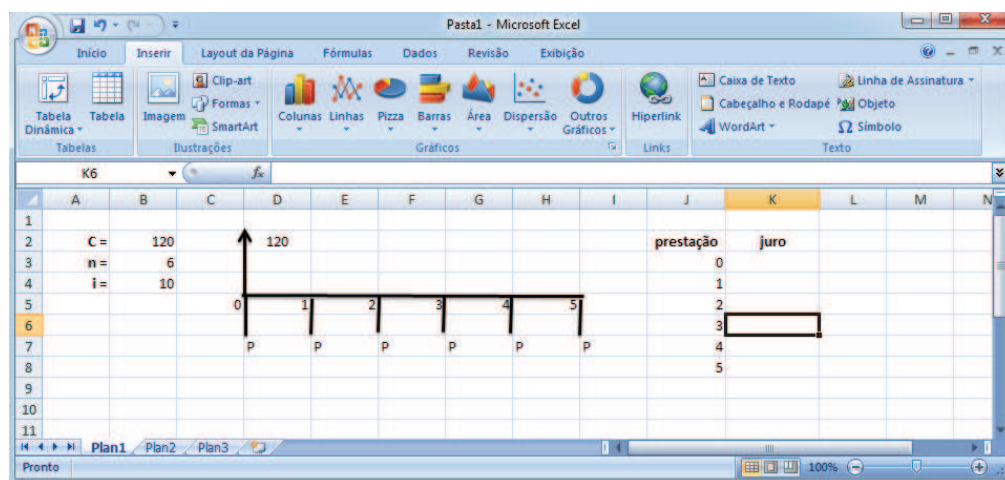 Pasta1 - Microsoft Excel
Início Inserir Layout da Página Fórmulas Dados Revisão Exibição
Tabela Dinâmica
Tabela
Tabelas
Imagem
Clip-art
Formas
SmartArt
Ilustrações
Colunas
Linhas
Pizza
Barras
Área
Dispersão
Outros Gráficos
Gráficos
Hiperlink
Links
Caixa de Texto
Cabeçalho e Rodapé
WordArt
Linha de Assinatura
Objeto
Símbolo
Texto
K6 fx
A B C D E F G H I J K L M N
1
2 C = 120 120 prestação juro
3 n = 6 0
4 i = 10 1
5 0 1 2 3 4 5 2
6 3
7 P P P P P P 4
8 5
9
10
11
Plan1 Plan2 Plan3
Pronto 100%